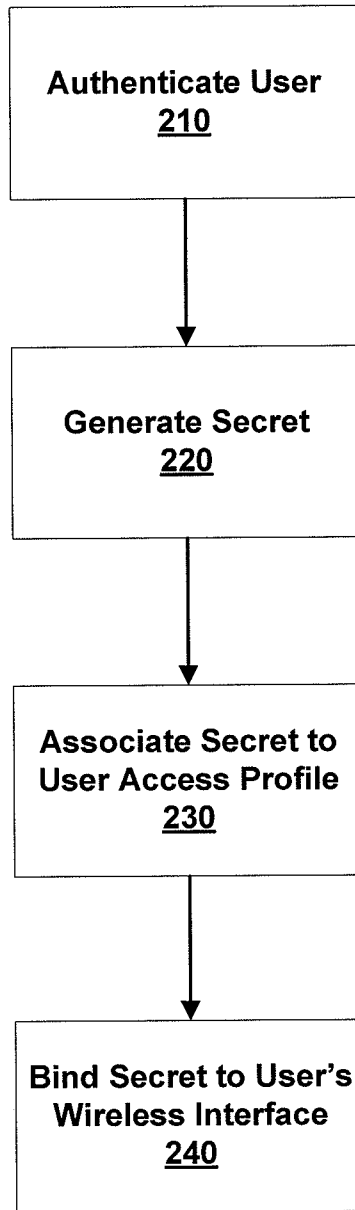 Authenticate User
210
Generate Secret
220
Associate Secret to
User Access Profile
230
Bind Secret to User's
Wireless Interface
240